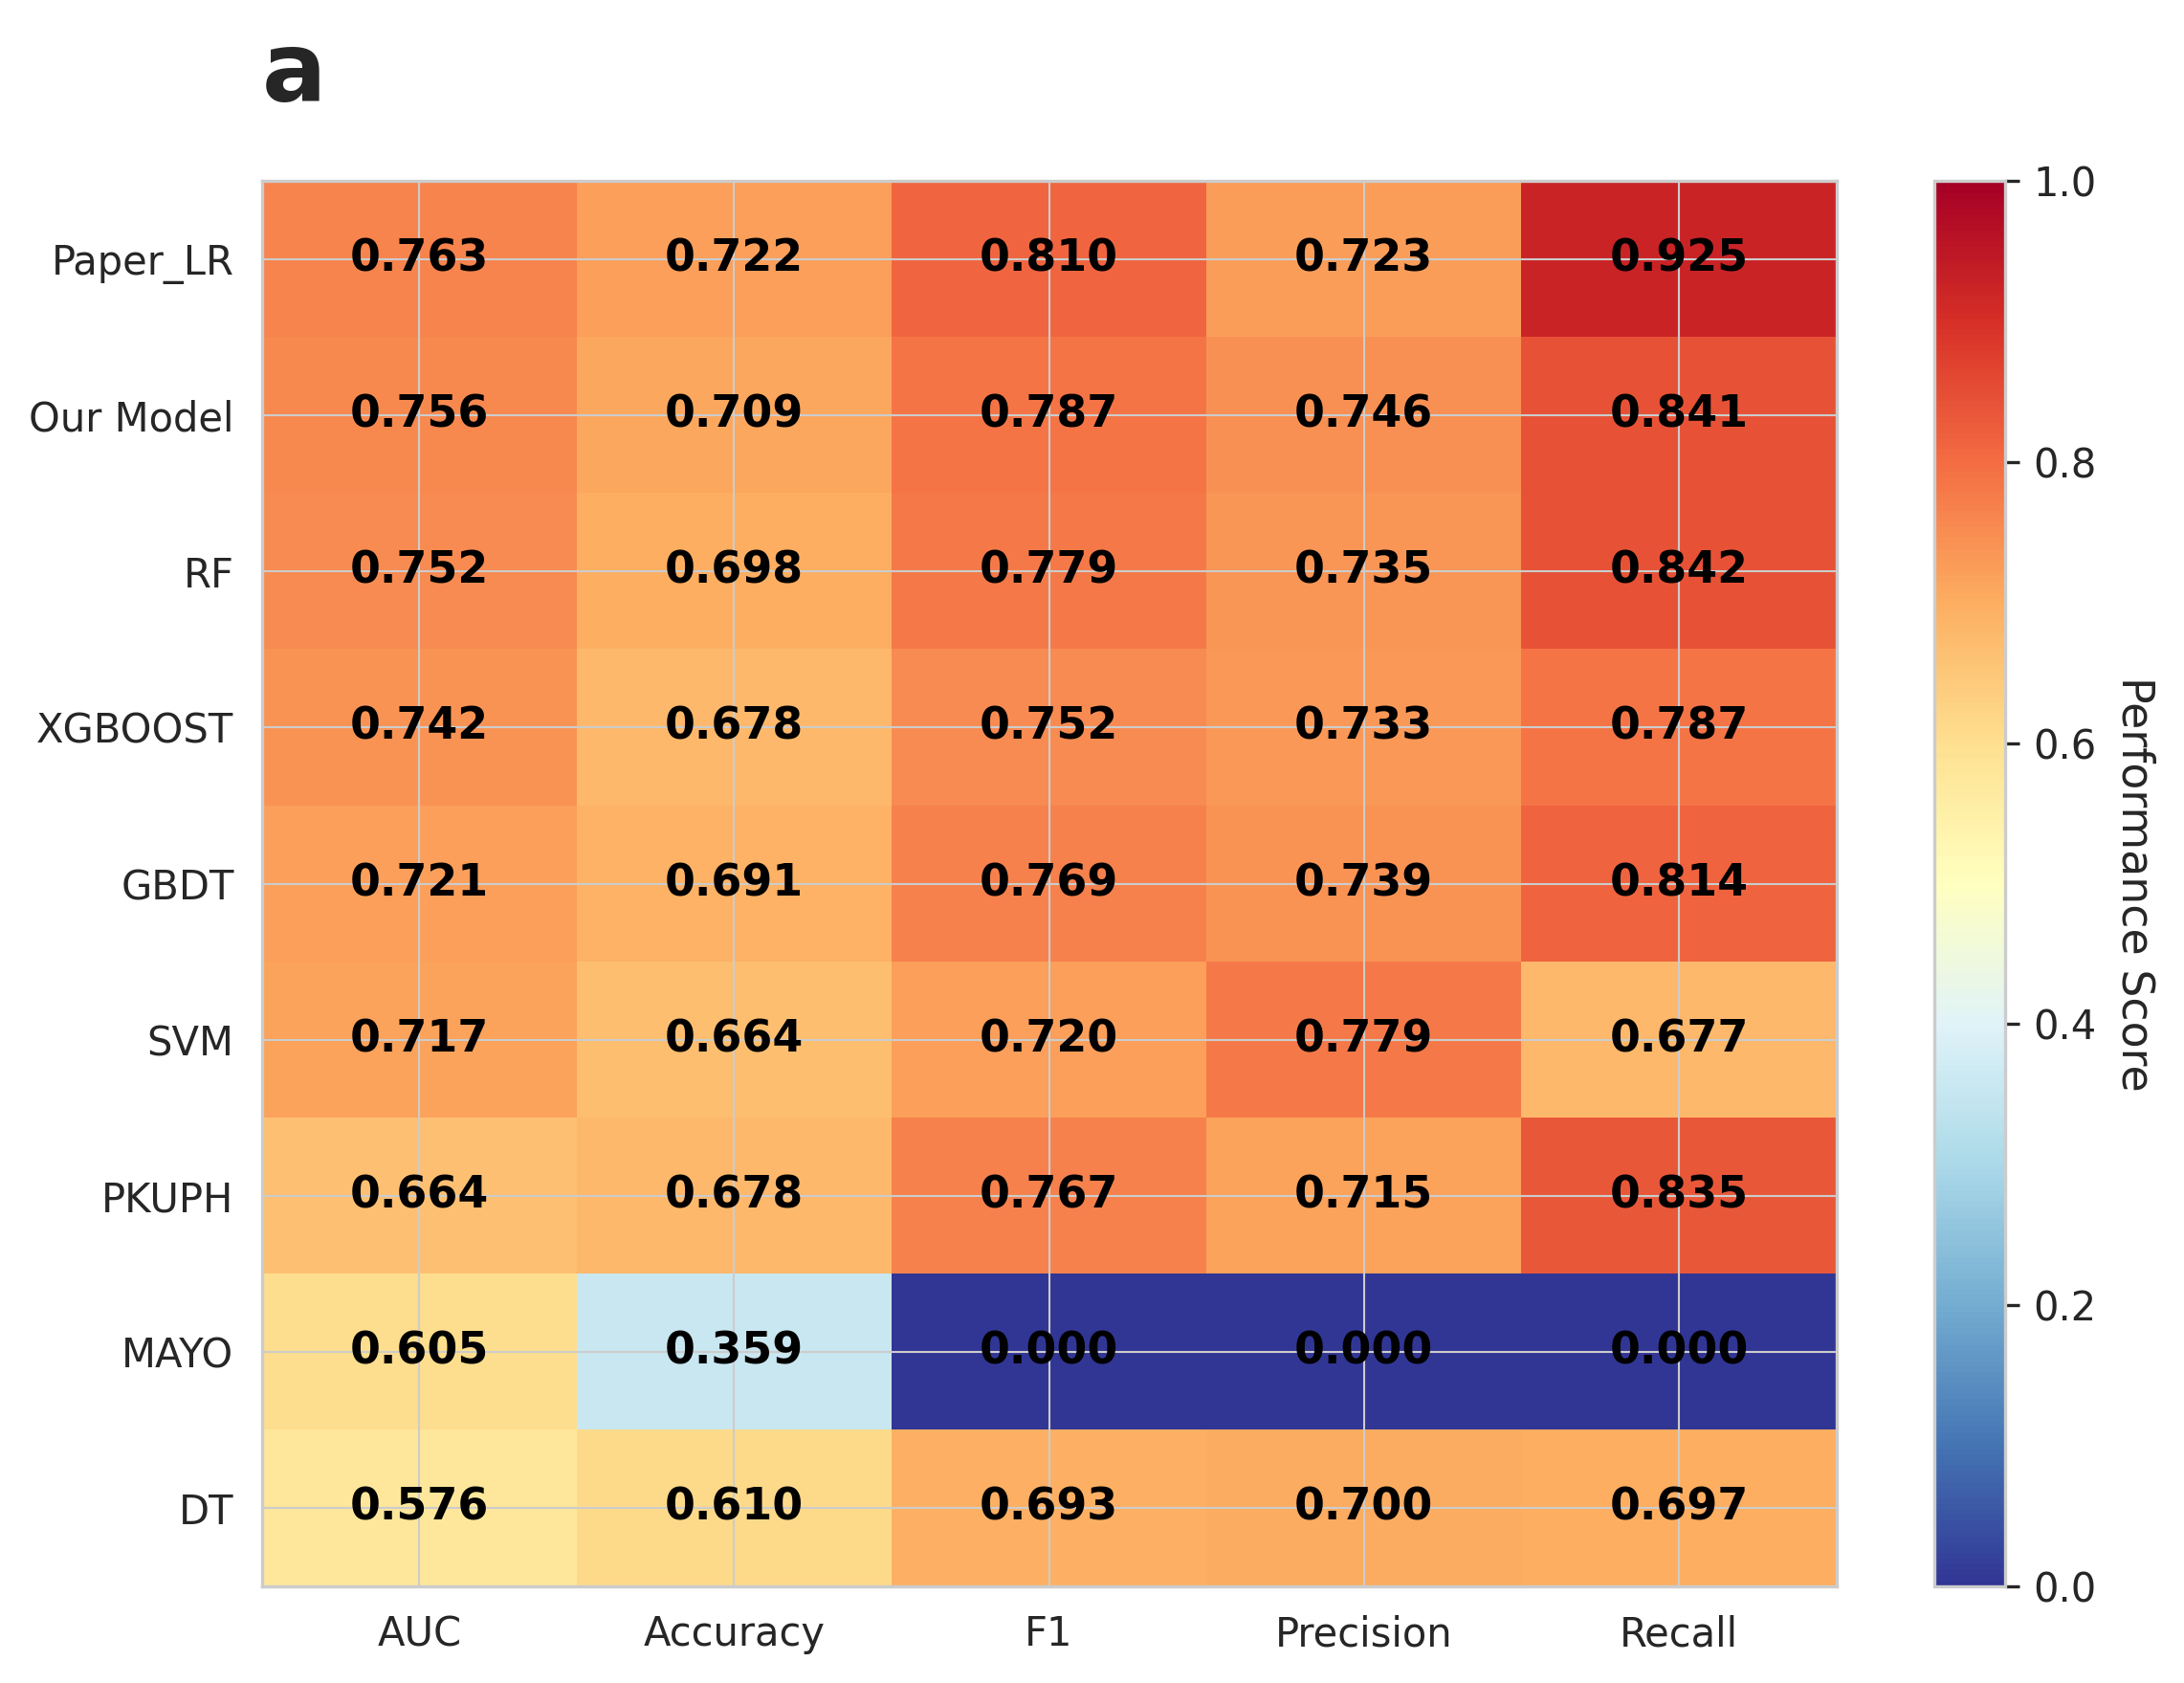 a
Paper_LR 0.763 0.722 0.810 0.723 0.925
Our Model 0.756 0.709 0.787 0.746 0.841
RF 0.752 0.698 0.779 0.735 0.842
XGBOOST 0.742 0.678 0.752 0.733 0.787
GBDT 0.721 0.691 0.769 0.739 0.814
SVM 0.717 0.664 0.720 0.779 0.677
PKUPH 0.664 0.678 0.767 0.715 0.835
MAYO 0.605 0.359 0.000 0.000 0.000
DT 0.576 0.610 0.693 0.700 0.697
AUC Accuracy F1 Precision Recall
1.0
0.8
0.6
0.4
0.2
0.0
Performance Score